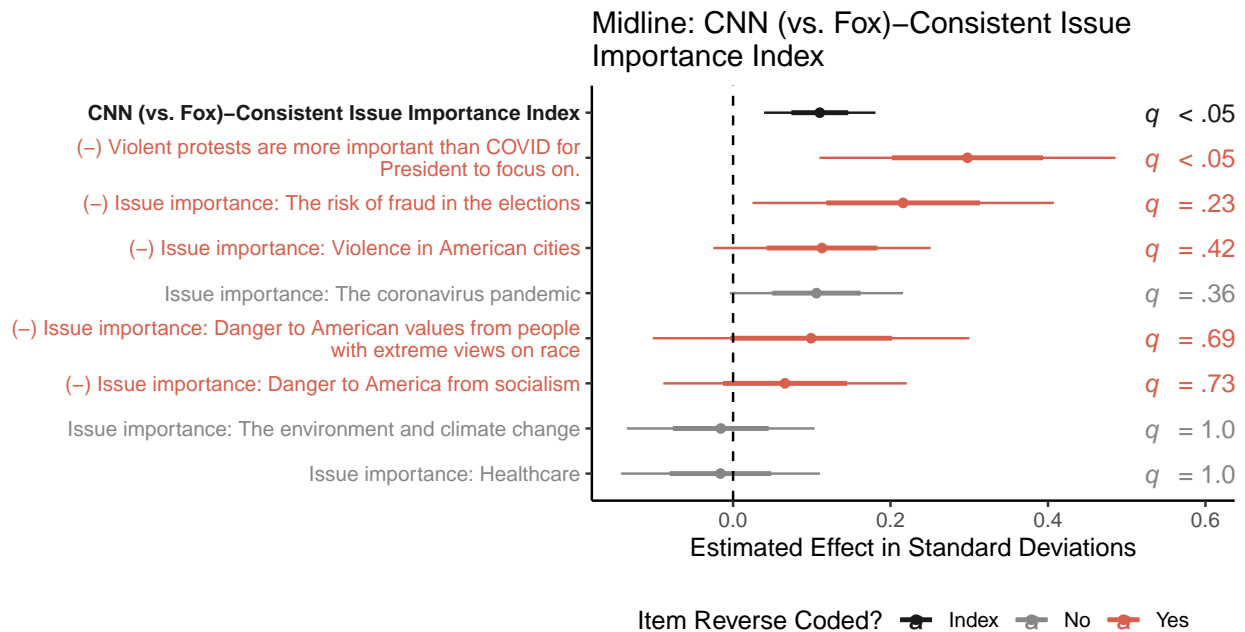 Midline: CNN (vs. Fox)−Consistent Issue
Importance Index
CNN (vs. Fox)−Consistent Issue Importance Index
q < .05
(−) Violent protests are more important than COVID for
President to focus on.
q < .05
(−) Issue importance: The risk of fraud in the elections
q = .23
(−) Issue importance: Violence in American cities
q = .42
Issue importance: The coronavirus pandemic
q = .36
(−) Issue importance: Danger to American values from people
with extreme views on race
q = .69
(−) Issue importance: Danger to America from socialism
q = .73
Issue importance: The environment and climate change
q = 1.0
Issue importance: Healthcare
q = 1.0
0.0 0.2 0.4 0.6
Estimated Effect in Standard Deviations
Item Reverse Coded? a Index a No a Yes